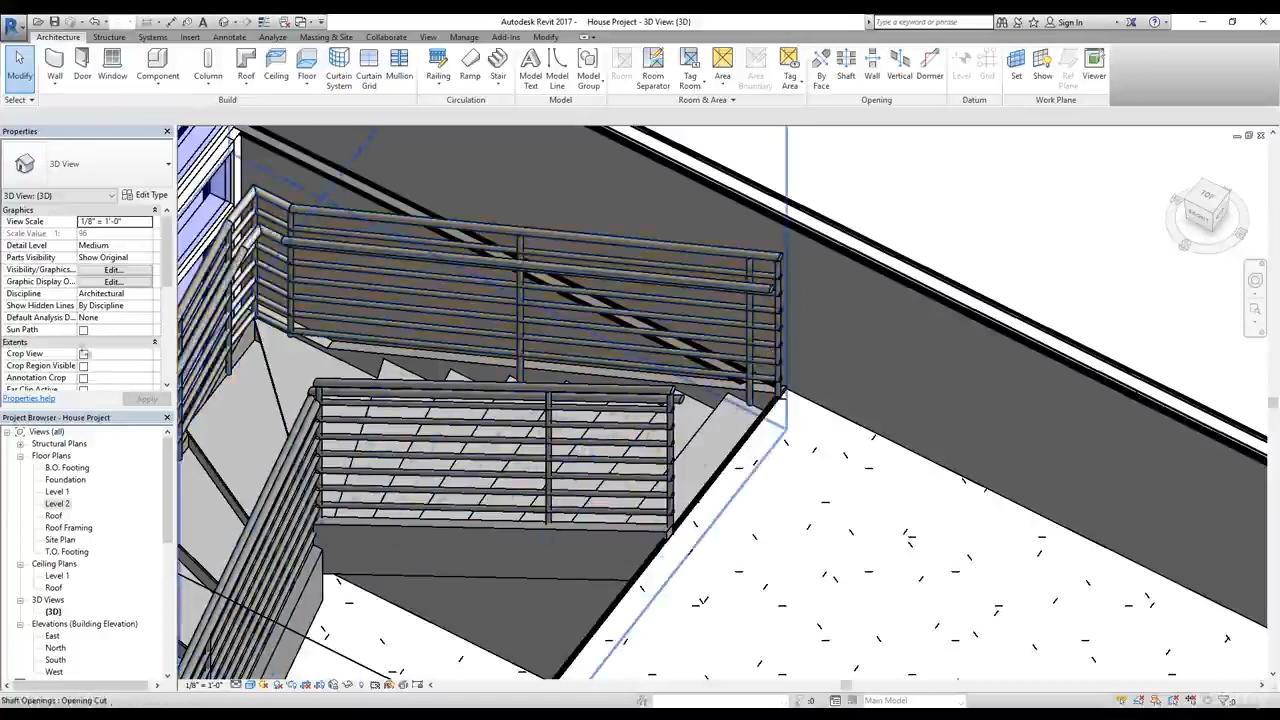 Autodesk Revit 2017 - House Project - 3D View: {3D}
Type a keyword or phrase
Sign In
Architecture Structure Systems Insert Annotate Analyze Massing & Site Collaborate View Manage Add-Ins Modify
Modify Wall Door Window Component Column Roof Ceiling Floor Curtain System Curtain Grid Mullion Railing Ramp Stair Model Text Model Line Model Group Room Room Separator Tag Room Area Area Boundary Tag Area By Face Shaft Wall Vertical Dormer Level Grid Set Show Ref Plane Viewer
Select Build Circulation Model Room & Area Opening Datum Work Plane
Properties
3D View
3D View: {3D} Edit Type
Graphics
View Scale 1/8" = 1'-0"
Scale Value 1: 96
Detail Level Medium
Parts Visibility Show Original
Visibility/Graphics... Edit...
Graphic Display O... Edit...
Discipline Architectural
Show Hidden Lines By Discipline
Default Analysis D... None
Sun Path
Extents
Crop View
Crop Region Visible
Annotation Crop
Far Clip Active
Properties help Apply
Project Browser - House Project
Views (all)
Structural Plans
Floor Plans
B.O. Footing
Foundation
Level 1
Level 2
Roof
Roof Framing
Site Plan
T.O. Footing
Ceiling Plans
Level 1
Roof
3D Views
{3D}
Elevations (Building Elevation)
East
North
South
West
TOP
FRONT
1/8" = 1'-0"
Shaft Openings : Opening Cut
:0
Main Model
:0